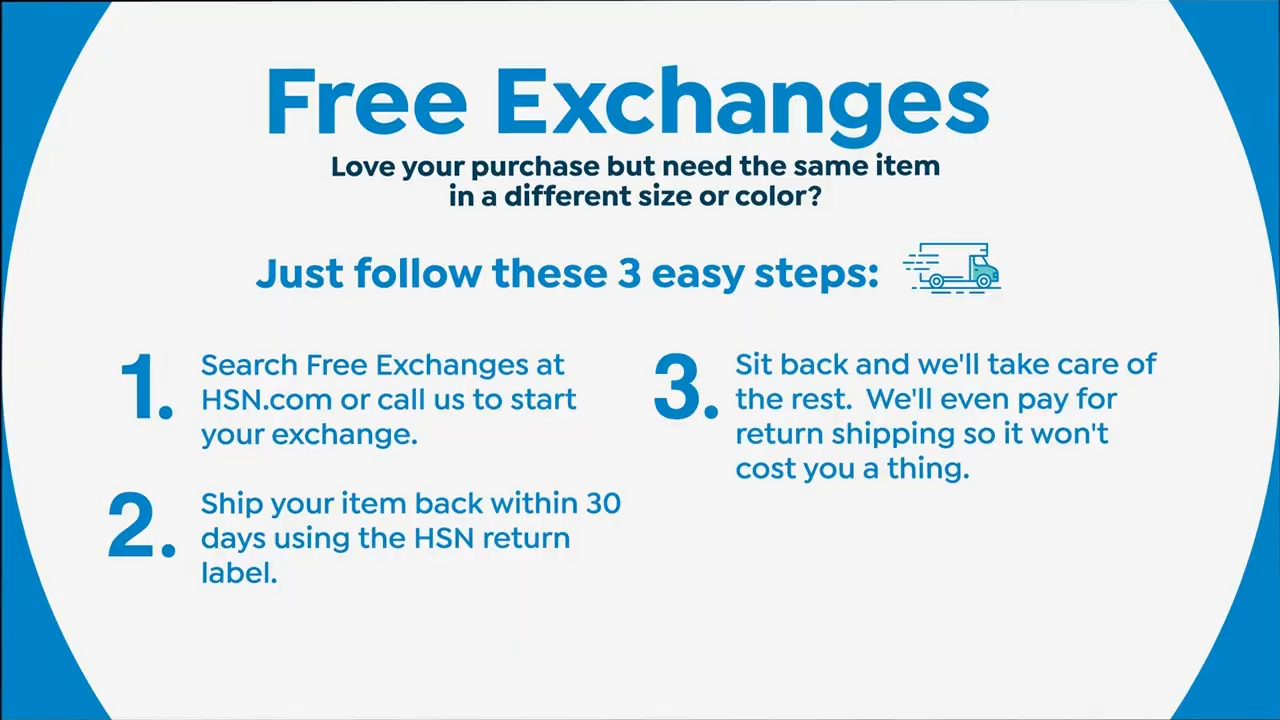 Free Exchanges
Love your purchase but need the same item
in a different size or color?
Just follow these 3 easy steps:
1. Search Free Exchanges at
HSN.com or call us to start
your exchange.
2. Ship your item back within 30
days using the HSN return
label.
3. Sit back and we'll take care of
the rest.  We'll even pay for
return shipping so it won't
cost you a thing.